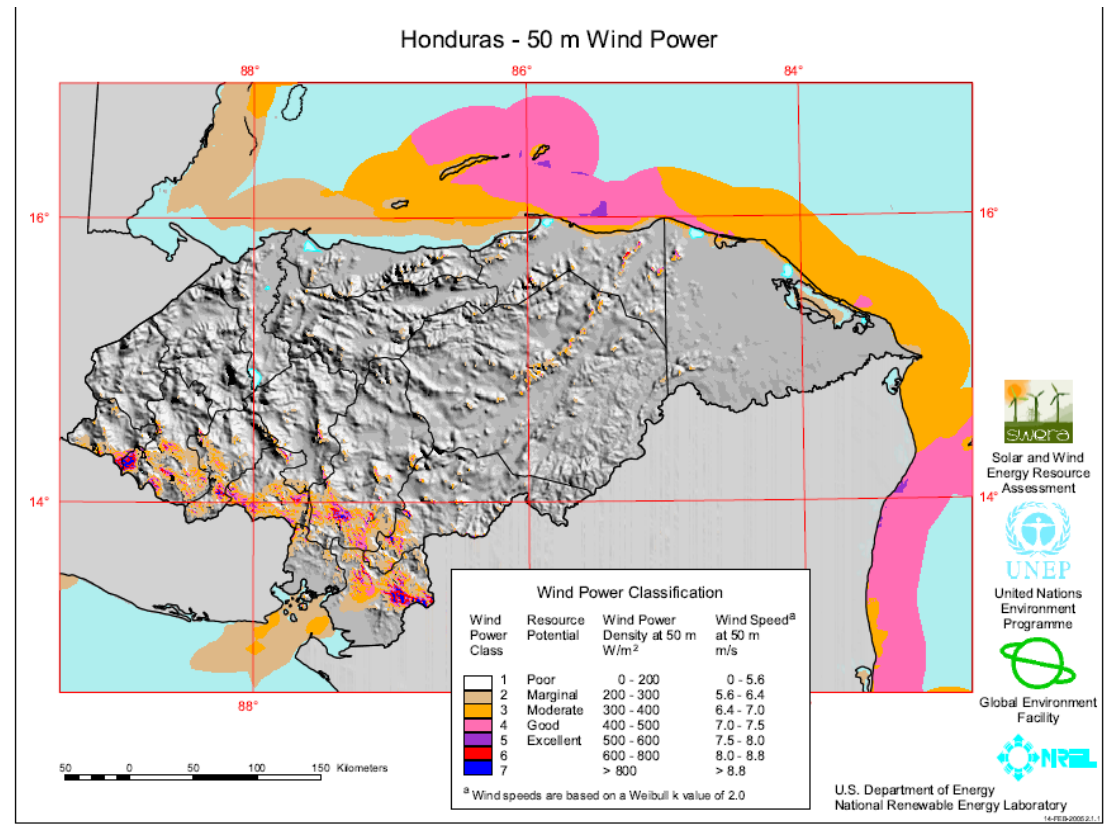 Honduras - 50 m Wind Power
88° 86° 84°
16° 16°
14° 14°
88°
swera
Solar and Wind
Energy Resource
Assessment
UNEP
United Nations
Environment
Programme
Global Environment
Facility
NREL
U.S. Department of Energy
National Renewable Energy Laboratory
Wind Power Classification
Wind Power Class Resource Potential Wind Power Density at 50 m W/m² Wind Speedᵃ at 50 m m/s
1 Poor 0 - 200 0 - 5.6
2 Marginal 200 - 300 5.6 - 6.4
3 Moderate 300 - 400 6.4 - 7.0
4 Good 400 - 500 7.0 - 7.5
5 Excellent 500 - 600 7.5 - 8.0
6 600 - 800 8.0 - 8.8
7 > 800 > 8.8
ᵃ Wind speeds are based on a Weibull k value of 2.0
50 0 50 100 150 Kilometers